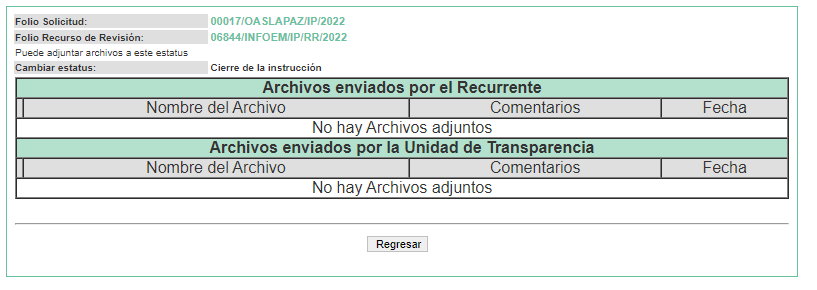 Folio Solicitud: 00017/OASLAPAZ/IP/2022
Folio Recurso de Revisión: 06844/INFOEM/IP/RR/2022
Puede adjuntar archivos a este estatus
Cambiar estatus: Cierre de la instrucción
Archivos enviados por el Recurrente
Nombre del Archivo Comentarios Fecha
No hay Archivos adjuntos
Archivos enviados por la Unidad de Transparencia
Nombre del Archivo Comentarios Fecha
No hay Archivos adjuntos
Regresar